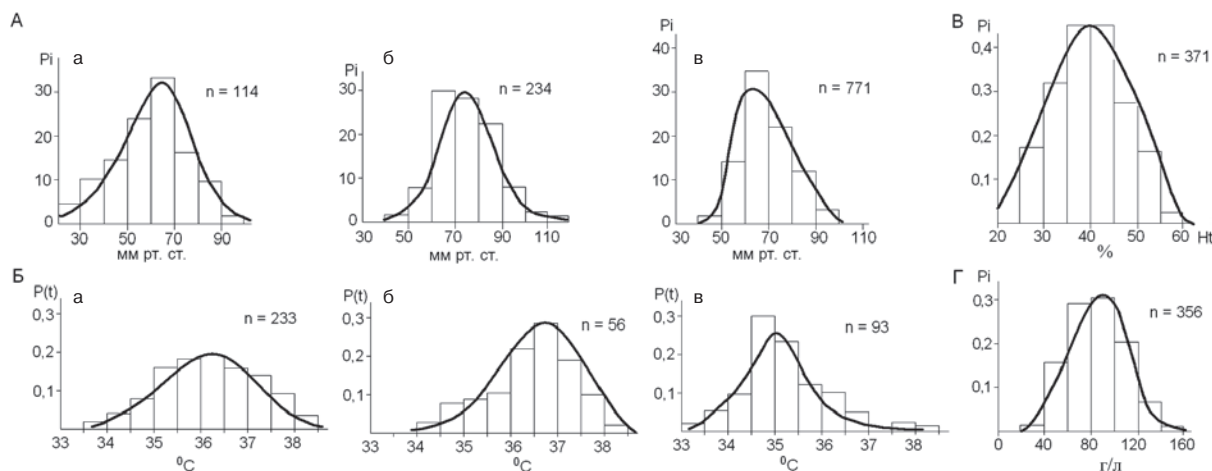 А
а
Pi
30
20
10
0
n = 114
30 50 70 90
мм рт. ст.
б
Pi
30
20
10
0
n = 234
50 70 90 110
мм рт. ст.
в
Pi
40
30
20
10
0
n = 771
30 50 70 90 110
мм рт. ст.
В
Pi
0,4
0,3
0,2
0,1
n = 371
20 30 40 50 60 Ht
%
Б
а
P(t)
0,3
0,2
0,1
n = 233
33 34 35 36 37 38
⁰C
б
P(t)
0,3
0,2
0,1
n = 56
33 34 35 36 37 38
⁰C
в
P(t)
0,3
0,2
0,1
n = 93
33 34 35 36 37 38
⁰C
Г
Pi
0,3
0,2
0,1
n = 356
0 40 80 120 160
г/л